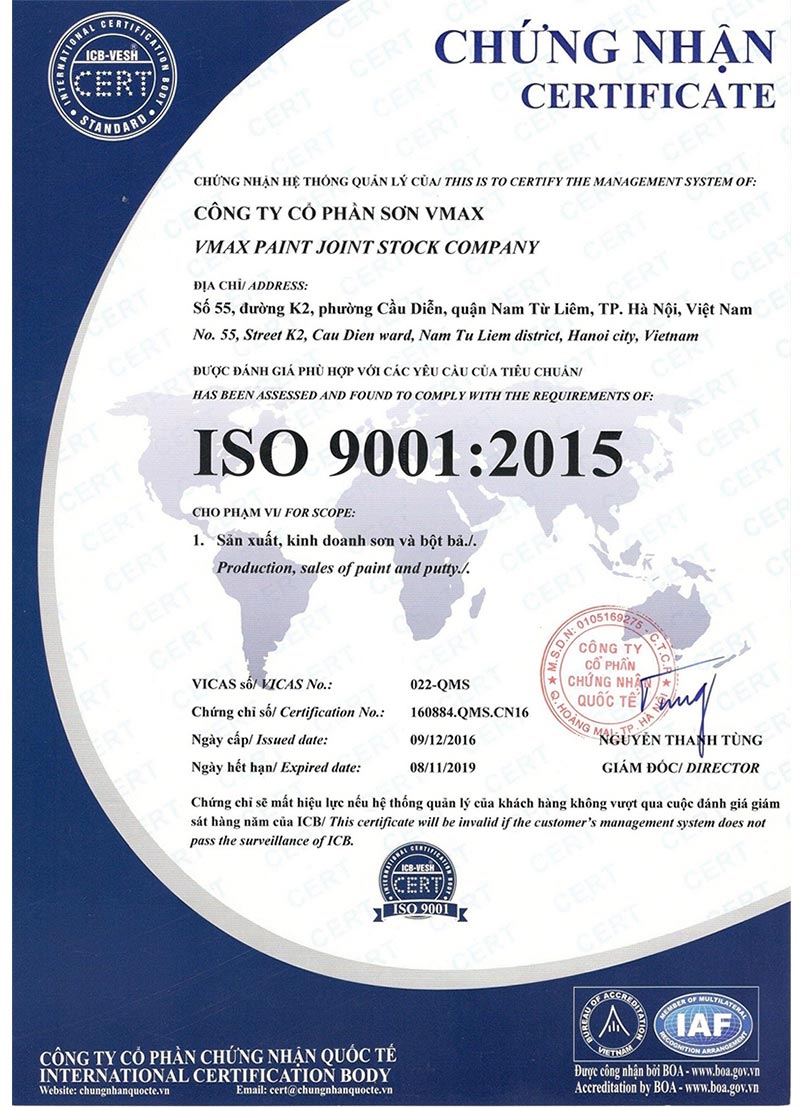 INTERNATIONAL CERTIFICATION BODY
ICB-VESH
CERT
STANDARD
CHỨNG NHẬN
CERTIFICATE
CHỨNG NHẬN HỆ THỐNG QUẢN LÝ CỦA/ THIS IS TO CERTIFY THE MANAGEMENT SYSTEM OF:
CÔNG TY CỔ PHẦN SƠN VMAX
VMAX PAINT JOINT STOCK COMPANY
ĐỊA CHỈ/ ADDRESS:
Số 55, đường K2, phường Cầu Diễn, quận Nam Từ Liêm, TP. Hà Nội, Việt Nam
No. 55, Street K2, Cau Dien ward, Nam Tu Liem district, Hanoi city, Vietnam
ĐƯỢC ĐÁNH GIÁ PHÙ HỢP VỚI CÁC YÊU CẦU CỦA TIÊU CHUẨN/
HAS BEEN ASSESSED AND FOUND TO COMPLY WITH THE REQUIREMENTS OF:
ISO 9001:2015
CHO PHẠM VI/ FOR SCOPE:
1. Sản xuất, kinh doanh sơn và bột bả./.
Production, sales of paint and putty./.
M.S.D.N: 0105169275 - C.T.C.P
CÔNG TY
CỔ PHẦN
CHỨNG NHẬN
QUỐC TẾ
Q. HOÀNG MAI - TP. HÀ NỘI
VICAS số/ VICAS No.: 022-QMS
Chứng chỉ số/ Certification No.: 160884.QMS.CN16
Ngày cấp/ Issued date: 09/12/2016
NGUYỄN THANH TÙNG
Ngày hết hạn/ Expired date: 08/11/2019
GIÁM ĐỐC/ DIRECTOR
Chứng chỉ sẽ mất hiệu lực nếu hệ thống quản lý của khách hàng không vượt qua cuộc đánh giá giám
sát hàng năm của ICB/ This certificate will be invalid if the customer's management system does not
pass the surveillance of ICB.
INTERNATIONAL CERTIFICATION BODY
ICB-VESH
CERT
ISO 9001
BUREAU OF ACCREDITATION
VIETNAM
MEMBER OF MULTILATERAL
IAF
RECOGNITION ARRANGEMENT
Được công nhận bởi BOA - www.boa.gov.vn
Accreditation by BOA - www.boa.gov.vn
CÔNG TY CỔ PHẦN CHỨNG NHẬN QUỐC TẾ
INTERNATIONAL CERTIFICATION BODY
Website: chungnhanquocte.vn Email: cert@chungnhanquocte.vn